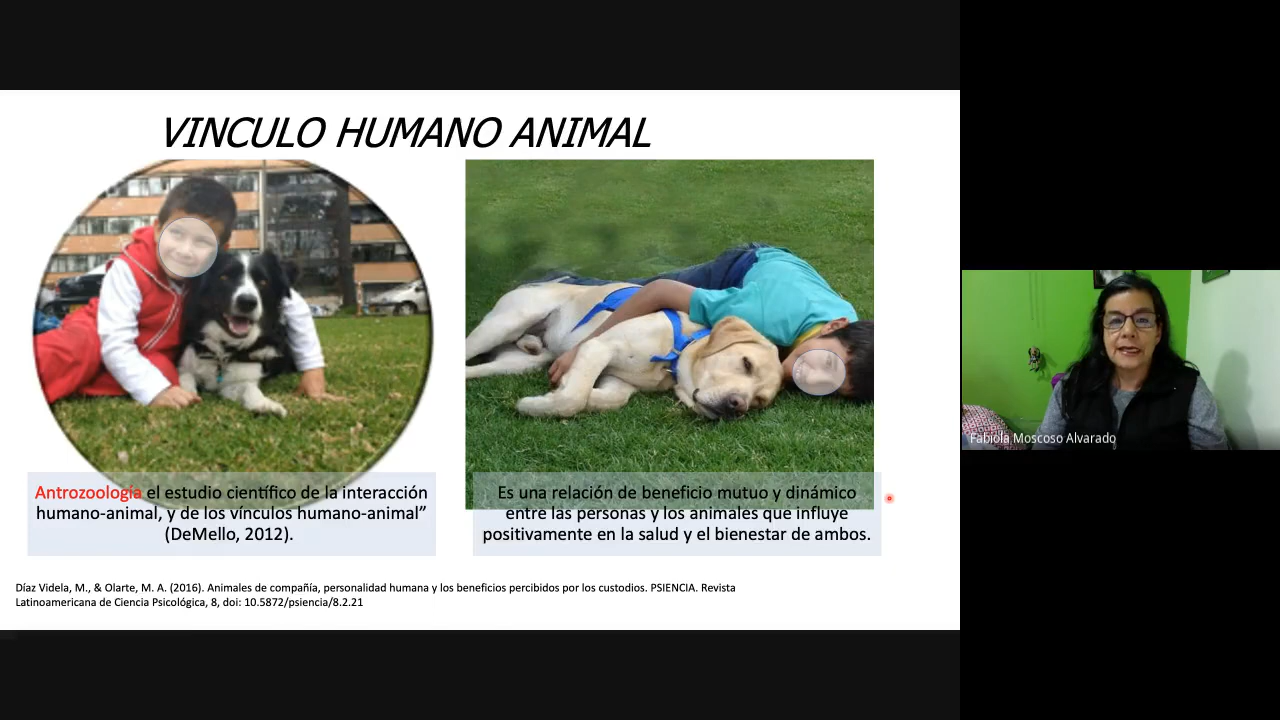 VINCULO HUMANO ANIMAL
Antrozoología el estudio científico de la interacción
humano-animal, y de los vínculos humano-animal”
(DeMello, 2012).
Es una relación de beneficio mutuo y dinámico
entre las personas y los animales que influye
positivamente en la salud y el bienestar de ambos.
Díaz Videla, M., & Olarte, M. A. (2016). Animales de compañía, personalidad humana y los beneficios percibidos por los custodios. PSIENCIA. Revista
Latinoamericana de Ciencia Psicológica, 8, doi: 10.5872/psiencia/8.2.21
Fabiola Moscoso Alvarado